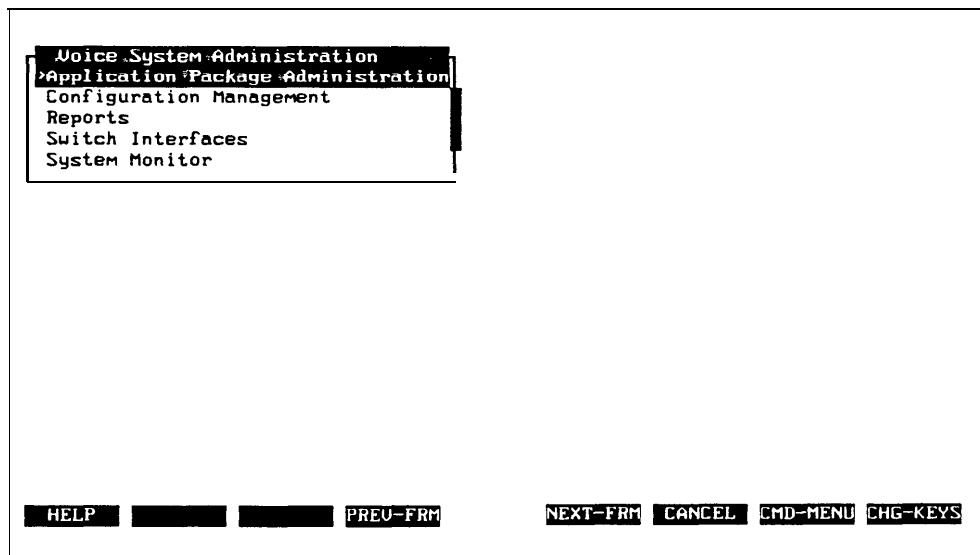 Voice System Administration
>Application Package Administration
Configuration Management
Reports
Switch Interfaces
System Monitor
HELP PREV-FRM NEXT-FRM CANCEL CMD-MENU CHG-KEYS